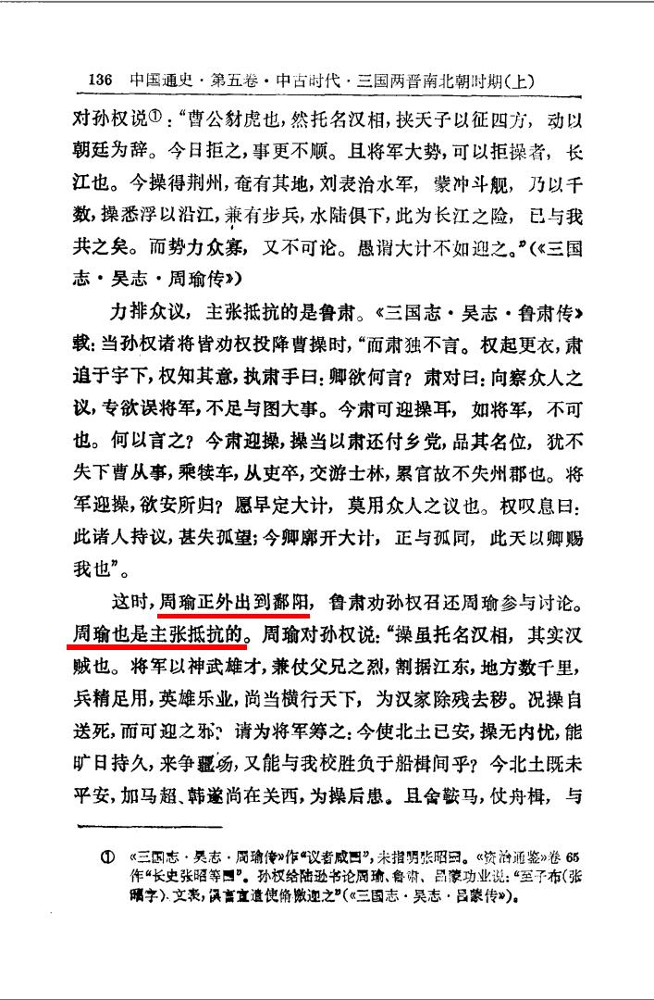 136 中国通史·第五卷·中古时代·三国两晋南北朝时期(上)
对孙权说①：“曹公豺虎也，然托名汉相，挟天子以征四方，动以
朝廷为辞。今日拒之，事更不顺。且将军大势，可以拒操者，长
江也。今操得荆州，奄有其地，刘表治水军，蒙冲斗舰，乃以千
数，操悉浮以沿江，兼有步兵，水陆俱下，此为长江之险，已与我
共之矣。而势力众寡，又不可论。愚谓大计不如迎之。”(《三国
志·吴志·周瑜传》)
力排众议，主张抵抗的是鲁肃。《三国志·吴志·鲁肃传》
载：当孙权诸将皆劝权投降曹操时，“而肃独不言。权起更衣，肃
追于宇下，权知其意，执肃手曰：卿欲何言？肃对曰：向察众人之
议，专欲误将军，不足与图大事。今肃可迎操耳，如将军，不可
也。何以言之？今肃迎操，操当以肃还付乡党，品其名位，犹不
失下曹从事，乘犊车，从吏卒，交游士林，累官故不失州郡也。将
军迎操，欲安所归？愿早定大计，莫用众人之议也。权叹息曰：
此诸人持议，甚失孤望；今卿廓开大计，正与孤同，此天以卿赐
我也”。
这时，周瑜正外出到鄱阳，鲁肃劝孙权召还周瑜参与讨论。
周瑜也是主张抵抗的。周瑜对孙权说：“操虽托名汉相，其实汉
贼也。将军以神武雄才，兼仗父兄之烈，割据江东，地方数千里，
兵精足用，英雄乐业，尚当横行天下，为汉家除残去秽。况操自
送死，而可迎之邪？请为将军筹之：今使北土已安，操无内忧，能
旷日持久，来争疆场，又能与我校胜负于船楫间乎？今北土既未
平安，加马超、韩遂尚在关西，为操后患。且舍鞍马，仗舟楫，与
① 《三国志·吴志·周瑜传》作“议者咸曰”，未指明张昭曰。《资治通鉴》卷 65
作“长史张昭等曰”。孙权给陆逊书论周瑜、鲁肃、吕蒙功业说：“至子布(张
昭字)、文表，俱言宜遣使修檄迎之”(《三国志·吴志·吕蒙传》)。